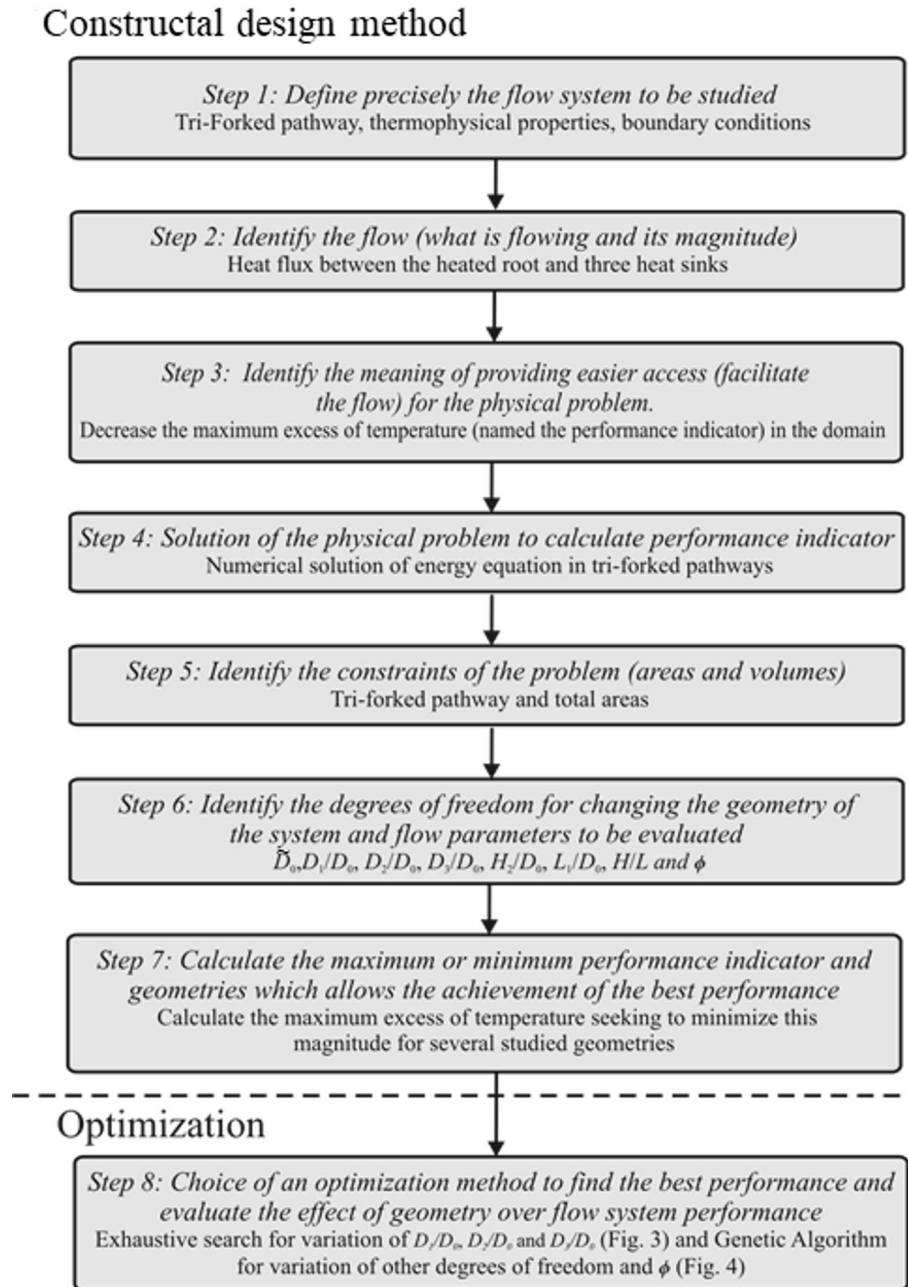 Constructal design method
Step 1: Define precisely the flow system to be studied
Tri-Forked pathway, thermophysical properties, boundary conditions
Step 2: Identify the flow (what is flowing and its magnitude)
Heat flux between the heated root and three heat sinks
Step 3: Identify the meaning of providing easier access (facilitate
the flow) for the physical problem.
Decrease the maximum excess of temperature (named the performance indicator) in the domain
Step 4: Solution of the physical problem to calculate performance indicator
Numerical solution of energy equation in tri-forked pathways
Step 5: Identify the constraints of the problem (areas and volumes)
Tri-forked pathway and total areas
Step 6: Identify the degrees of freedom for changing the geometry of
the system and flow parameters to be evaluated
D̃₀,D₁/D₀, D₂/D₀, D₃/D₀, H₂/D₀, L₁/D₀, H/L and ϕ
Step 7: Calculate the maximum or minimum performance indicator and
geometries which allows the achievement of the best performance
Calculate the maximum excess of temperature seeking to minimize this
magnitude for several studied geometries
Optimization
Step 8: Choice of an optimization method to find the best performance and
evaluate the effect of geometry over flow system performance
Exhaustive search for variation of D₁/D₀, D₂/D₀ and D₃/D₀ (Fig. 3) and Genetic Algorithm
for variation of other degrees of freedom and ϕ (Fig. 4)